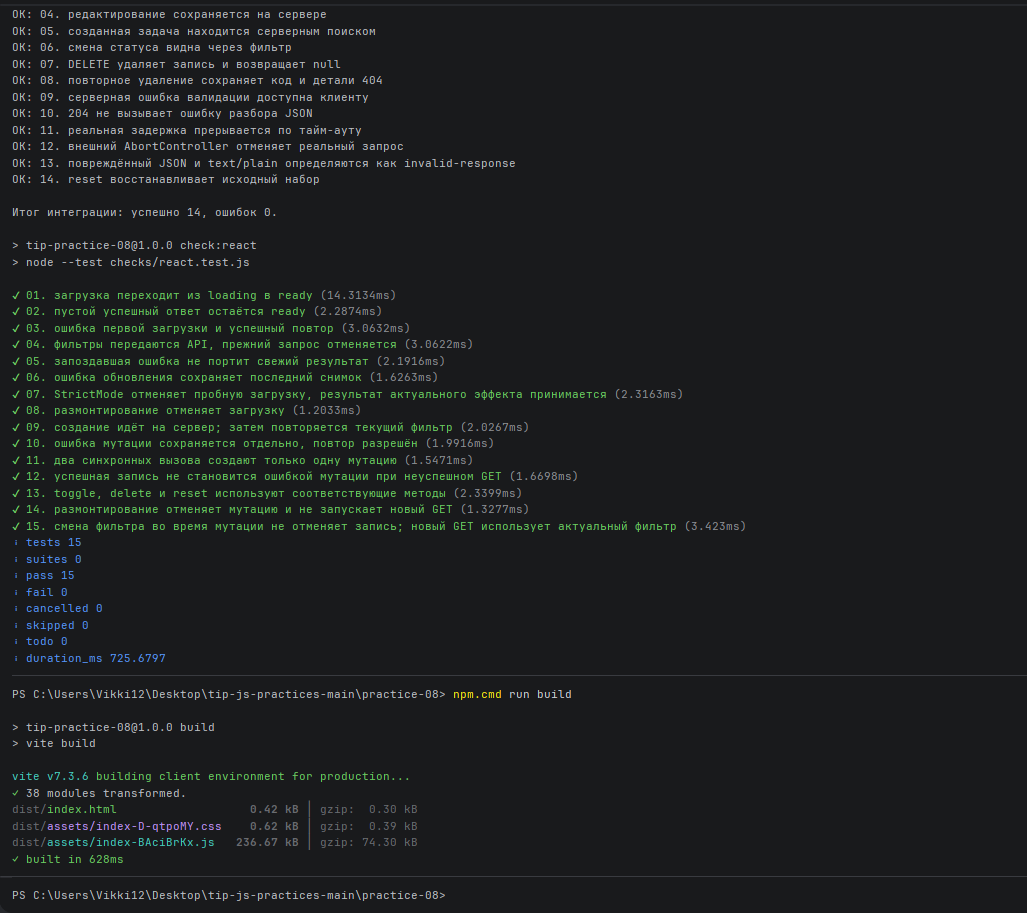 OK: 04. редактирование сохраняется на сервере
OK: 05. созданная задача находится серверным поиском
OK: 06. смена статуса видна через фильтр
OK: 07. DELETE удаляет запись и возвращает null
OK: 08. повторное удаление сохраняет код и детали 404
OK: 09. серверная ошибка валидации доступна клиенту
OK: 10. 204 не вызывает ошибку разбора JSON
OK: 11. реальная задержка прерывается по тайм-ауту
OK: 12. внешний AbortController отменяет реальный запрос
OK: 13. повреждённый JSON и text/plain определяются как invalid-response
OK: 14. reset восстанавливает исходный набор
Итог интеграции: успешно 14, ошибок 0.
> tip-practice-08@1.0.0 check:react
> node --test checks/react.test.js
✓ 01. загрузка переходит из loading в ready (14.3134ms)
✓ 02. пустой успешный ответ остаётся ready (2.2874ms)
✓ 03. ошибка первой загрузки и успешный повтор (3.0632ms)
✓ 04. фильтры передаются API, прежний запрос отменяется (3.0622ms)
✓ 05. запоздавшая ошибка не портит свежий результат (2.1916ms)
✓ 06. ошибка обновления сохраняет последний снимок (1.6263ms)
✓ 07. StrictMode отменяет пробную загрузку, результат актуального эффекта принимается (2.3163ms)
✓ 08. размонтирование отменяет загрузку (1.2033ms)
✓ 09. создание идёт на сервер; затем повторяется текущий фильтр (2.0267ms)
✓ 10. ошибка мутации сохраняется отдельно, повтор разрешён (1.9916ms)
✓ 11. два синхронных вызова создают только одну мутацию (1.5471ms)
✓ 12. успешная запись не становится ошибкой мутации при неуспешном GET (1.6698ms)
✓ 13. toggle, delete и reset используют соответствующие методы (2.3399ms)
✓ 14. размонтирование отменяет мутацию и не запускает новый GET (1.3277ms)
✓ 15. смена фильтра во время мутации не отменяет запись; новый GET использует актуальный фильтр (3.423ms)
ℹ tests 15
ℹ suites 0
ℹ pass 15
ℹ fail 0
ℹ cancelled 0
ℹ skipped 0
ℹ todo 0
ℹ duration_ms 725.6797
PS C:\Users\Vikki12\Desktop\tip-js-practices-main\practice-08> npm.cmd run build
> tip-practice-08@1.0.0 build
> vite build
vite v7.3.6 building client environment for production...
✓ 38 modules transformed.
dist/index.html 0.42 kB │ gzip: 0.30 kB
dist/assets/index-D-qtpoMY.css 0.62 kB │ gzip: 0.39 kB
dist/assets/index-BAciBrKx.js 236.67 kB │ gzip: 74.30 kB
✓ built in 628ms
PS C:\Users\Vikki12\Desktop\tip-js-practices-main\practice-08>